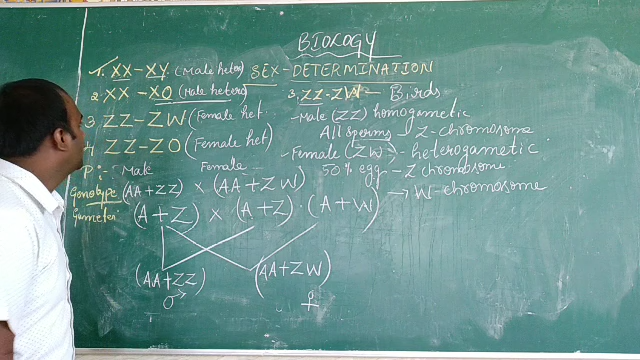 BIOLOGY
SEX-DETERMINATION
1. XX-XY (Male hetero)
2. XX-XO (Male hetero)
3 ZZ-ZW (Female het.
4. ZZ-ZO (Female het)
P:- Male Female
Genotype (AA+ZZ) x (AA+ZW)
Gametes (A+Z) x (A+Z) . (A+W)
(AA+ZZ) (AA+ZW)
♂ ♀
3, ZZ-ZW - Birds
-Male (ZZ) homogametic
All sperms - Z-chromosome
-Female (ZW) - heterogametic
50% egg - Z chromosome
→ W-chromosome